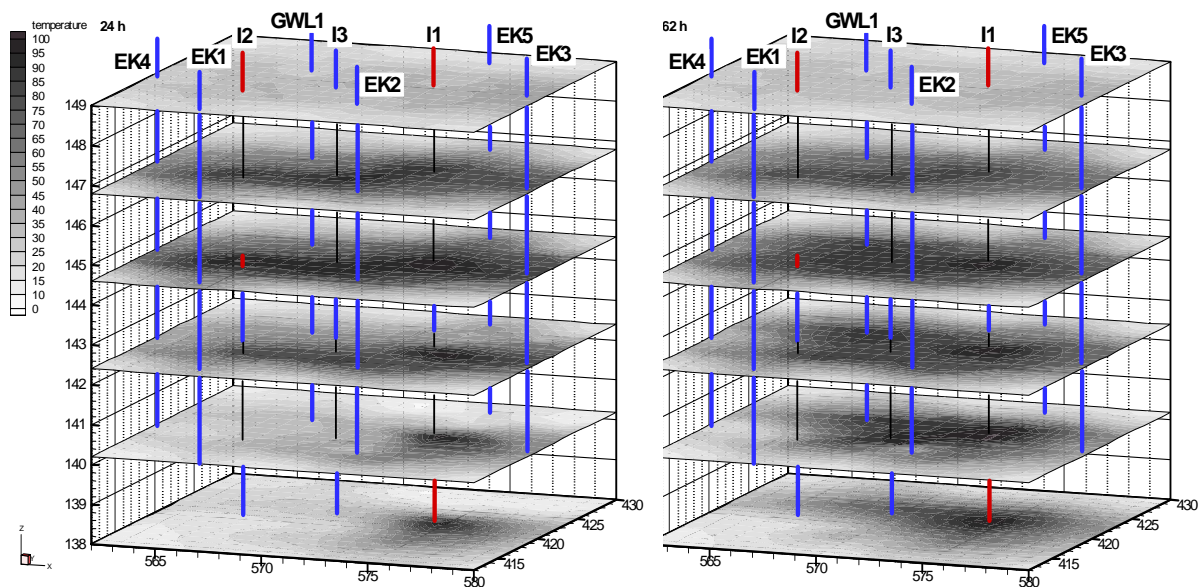 temperature
24 h
100
95
90
85
80
75
70
65
60
55
50
45
40
35
30
25
20
15
10
0
EK4
EK1
I2
GWL1
I3
EK2
I1
EK5
EK3
149
148
147
146
145
144
143
142
141
140
139
138
565
570
575
580
415
420
425
430
z
x
62 h
EK4
EK1
I2
GWL1
I3
EK2
I1
EK5
EK3
565
570
575
580
415
420
425
430